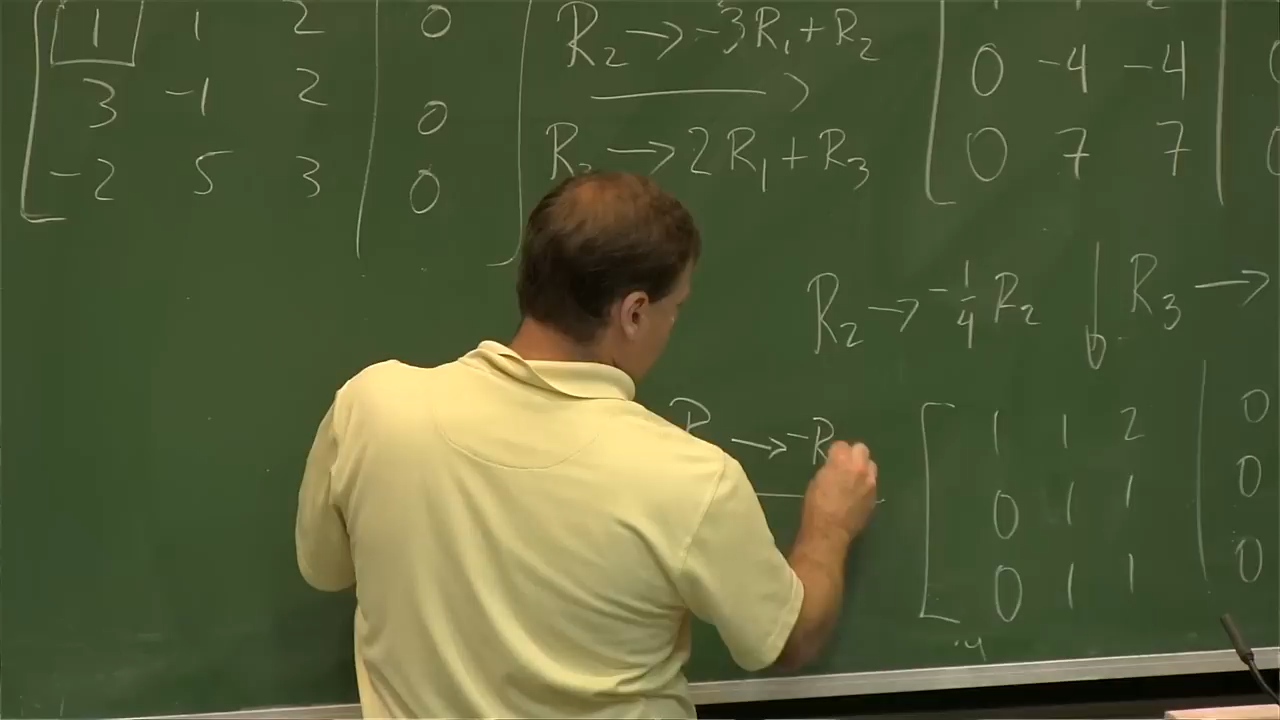 1 1 2 0
3 -1 2 0
-2 5 3 0
R₂ → -3R₁ + R₂
R₃ → 2R₁ + R₃
0 -4 -4
0 7 7
R₂ → -1/4 R₂
R₃ →
R → -R
1 1 2 0
0 1 1 0
0 1 1 0